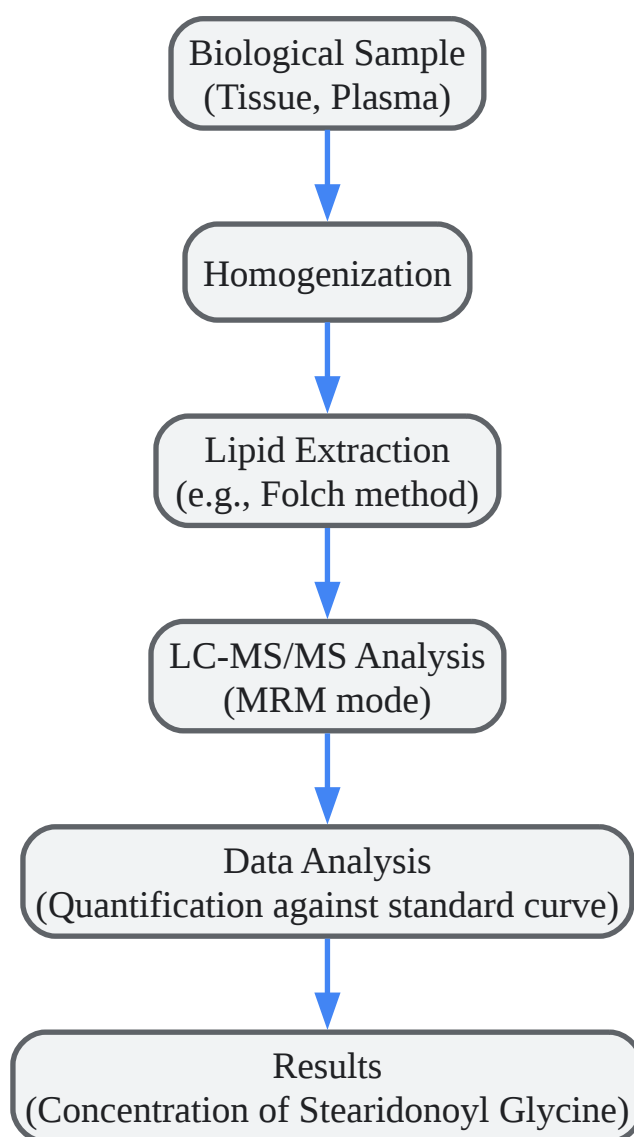 Biological Sample
(Tissue, Plasma)
Homogenization
Lipid Extraction
(e.g., Folch method)
LC-MS/MS Analysis
(MRM mode)
Data Analysis
(Quantification against standard curve)
Results
(Concentration of Stearidonoyl Glycine)